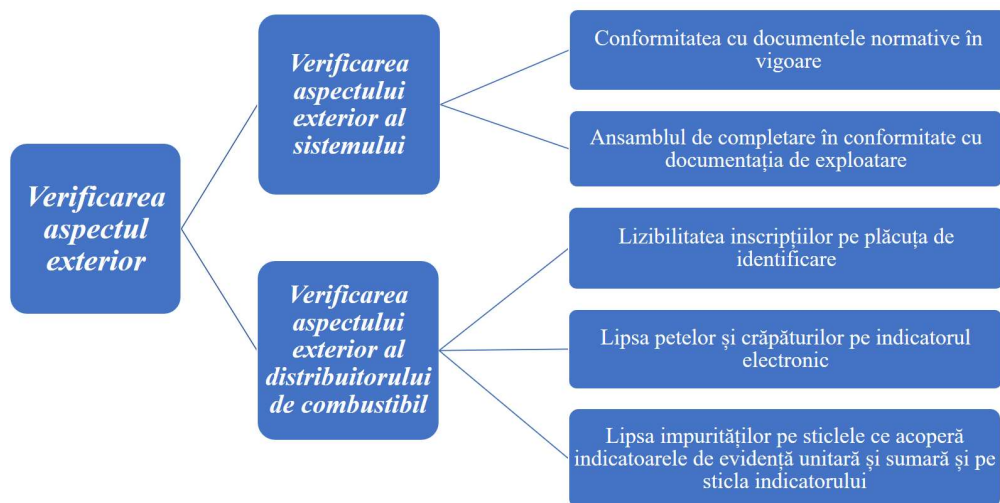 Verificarea
aspectul
exterior
Verificarea
aspectului
exterior al
sistemului
Conformitatea cu documentele normative în
vigoare
Ansamblul de completare în conformitate cu
documentația de exploatare
Verificarea
aspectului
exterior al
distribuitorului
de combustibil
Lizibilitatea inscripțiilor pe plăcuța de
identificare
Lipsa petelor și crăpăturilor pe indicatorul
electronic
Lipsa impurităților pe sticlele ce acoperă
indicatoarele de evidență unitară și sumară și pe
sticla indicatorului